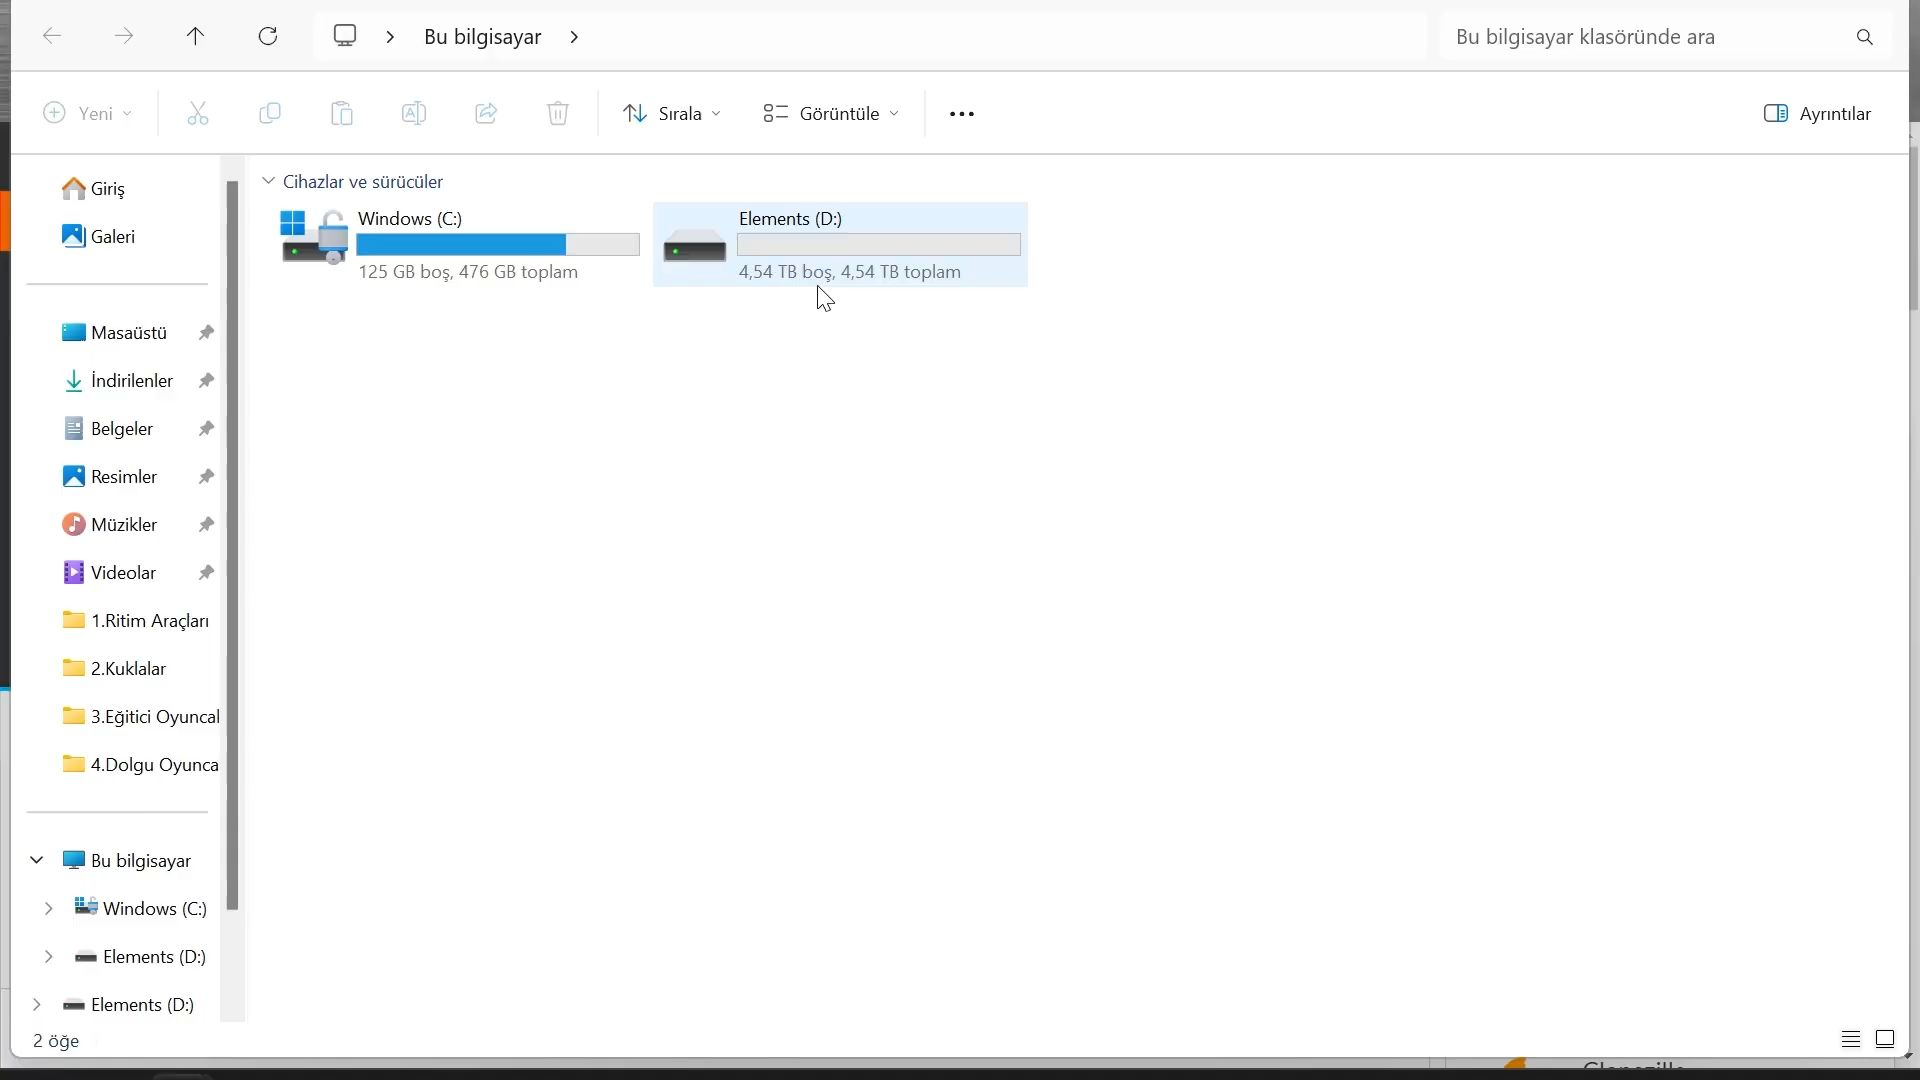 Bu bilgisayar
Bu bilgisayar klasöründe ara
Yeni
Sırala
Görüntüle
Ayrıntılar
Giriş
Galeri
Masaüstü
İndirilenler
Belgeler
Resimler
Müzikler
Videolar
1.Ritim Araçları
2.Kuklalar
3.Eğitici Oyuncal
4.Dolgu Oyunca
Bu bilgisayar
Windows (C:)
Elements (D:)
Elements (D:)
Cihazlar ve sürücüler
Windows (C:)
125 GB boş, 476 GB toplam
Elements (D:)
4,54 TB boş, 4,54 TB toplam
2 öğe